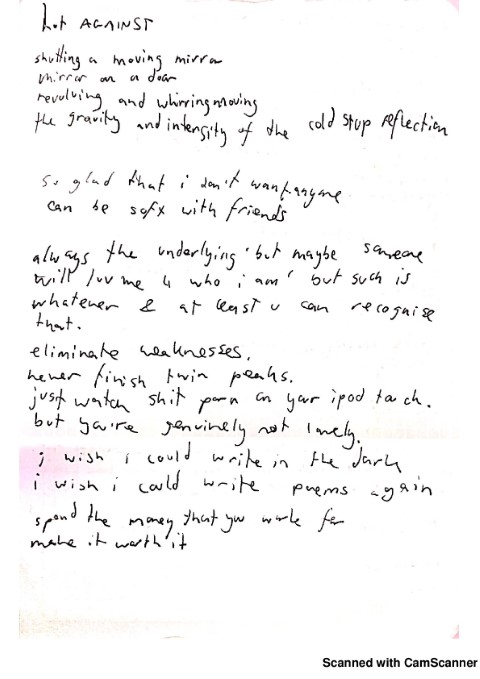 hot AGAINST
shutting a moving mirror
mirror on a door
revolving and whirring moving
the gravity and intensity of the cold stop reflection
so glad that i don't want anyone
can be soft with friends
always the underlying 'but maybe someone
will luv me 4 who i am' but such is
whatever & at least u can recognise
that.
eliminate weaknesses.
never finish twin peaks.
just watch shit porn on your ipod touch.
but you're genuinely not lonely.
i wish i could write in the dark
i wish i could write poems again
spend the money that you work for
make it worth it
Scanned with CamScanner